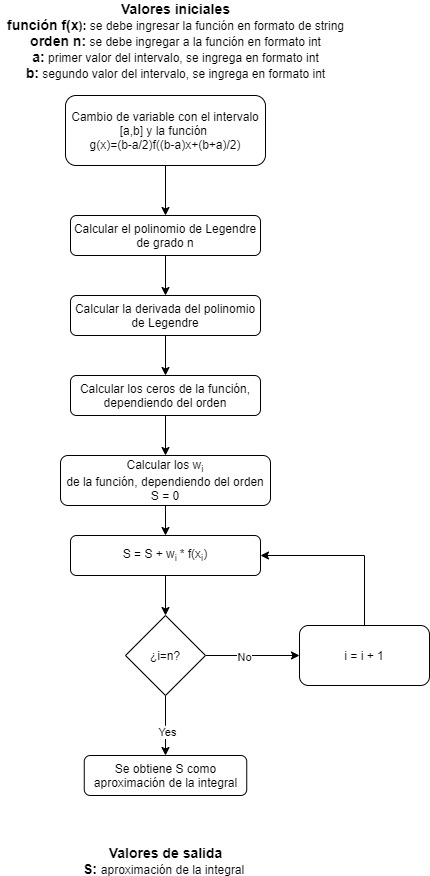 Valores iniciales
función f(x): se debe ingresar la función en formato de string
orden n: se debe ingregar a la función en formato int
a: primer valor del intervalo, se ingrega en formato int
b: segundo valor del intervalo, se ingrega en formato int
Cambio de variable con el intervalo
[a,b] y la función
g(x)=(b-a/2)f((b-a)x+(b+a)/2)
Calcular el polinomio de Legendre
de grado n
Calcular la derivada del polinomio
de Legendre
Calcular los ceros de la función,
dependiendo del orden
Calcular los wᵢ
de la función, dependiendo del orden
S = 0
S = S + wᵢ * f(xᵢ)
¿i=n?
No
i = i + 1
Yes
Se obtiene S como
aproximación de la integral
Valores de salida
S: aproximación de la integral